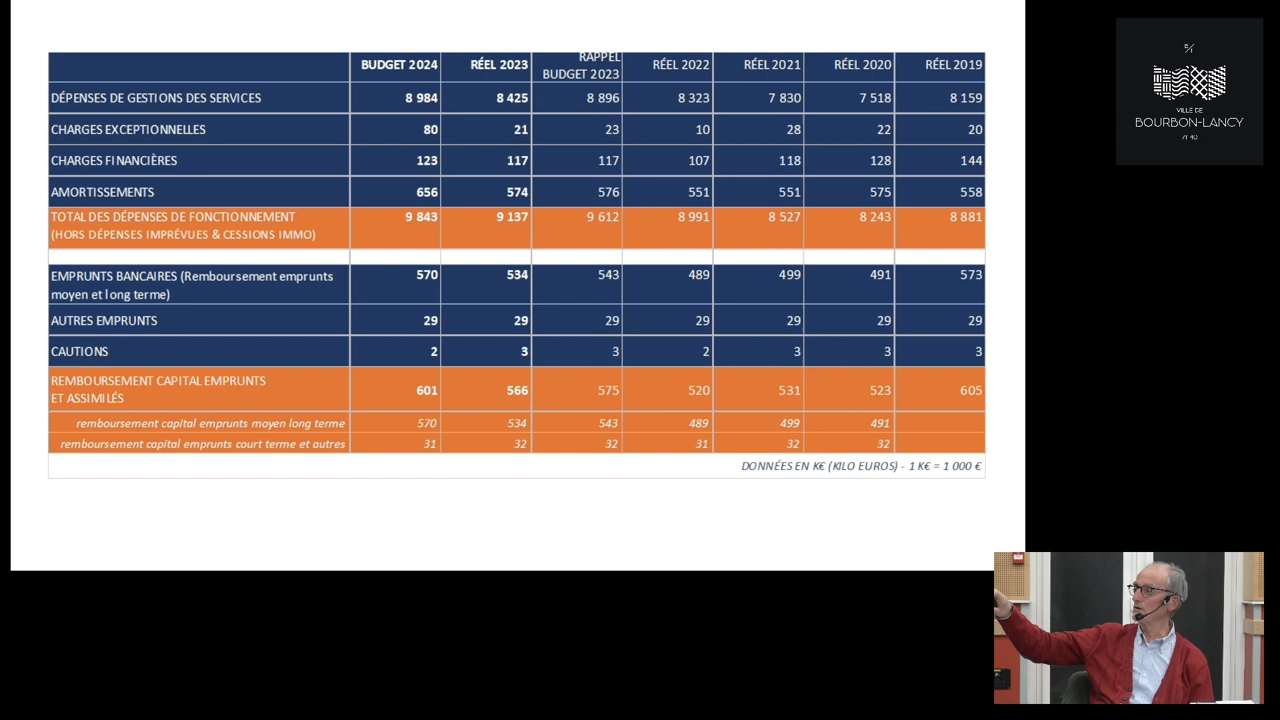 BUDGET 2024 RÉEL 2023 RAPPEL BUDGET 2023 RÉEL 2022 RÉEL 2021 RÉEL 2020 RÉEL 2019
DÉPENSES DE GESTIONS DES SERVICES 8 984 8 425 8 896 8 323 7 830 7 518 8 159
CHARGES EXCEPTIONNELLES 80 21 23 10 28 22 20
CHARGES FINANCIÈRES 123 117 117 107 118 128 144
AMORTISSEMENTS 656 574 576 551 551 575 558
TOTAL DES DÉPENSES DE FONCTIONNEMENT 9 843 9 137 9 612 8 991 8 527 8 243 8 881
(HORS DÉPENSES IMPRÉVUES & CESSIONS IMMO)
EMPRUNTS BANCAIRES (Remboursement emprunts 570 534 543 489 499 491 573
moyen et long terme)
AUTRES EMPRUNTS 29 29 29 29 29 29 29
CAUTIONS 2 3 3 2 3 3 3
REMBOURSEMENT CAPITAL EMPRUNTS
ET ASSIMILÉS 601 566 575 520 531 523 605
remboursement capital emprunts moyen long terme 570 534 543 489 499 491
remboursement capital emprunts court terme et autres 31 32 32 31 32 32
DONNÉES EN K€ (KILO EUROS) - 1 K€ = 1 000 €
VILLE DE
BOURBON-LANCY
71140